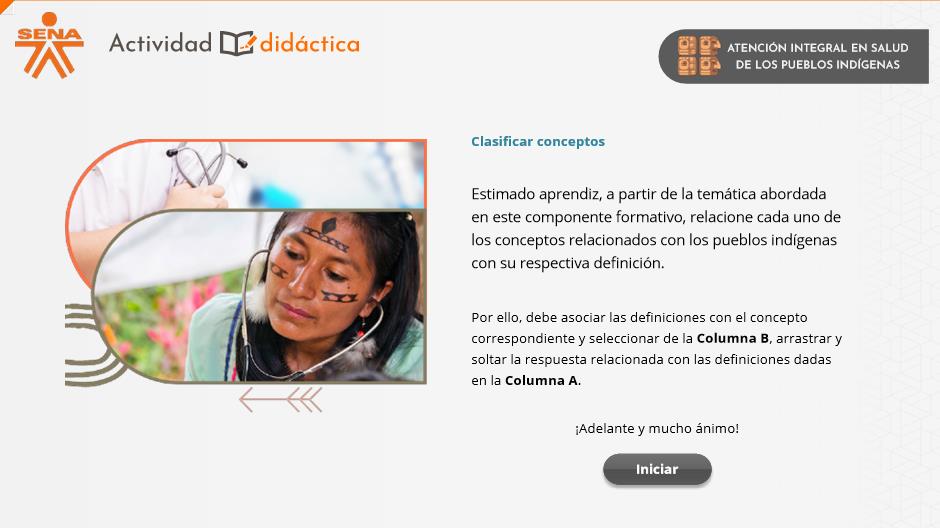 SENA
Actividad didáctica
ATENCIÓN INTEGRAL EN SALUD
DE LOS PUEBLOS INDÍGENAS
Clasificar conceptos
Estimado aprendiz, a partir de la temática abordada
en este componente formativo, relacione cada uno de
los conceptos relacionados con los pueblos indígenas
con su respectiva definición.
Por ello, debe asociar las definiciones con el concepto
correspondiente y seleccionar de la Columna B, arrastrar y
soltar la respuesta relacionada con las definiciones dadas
en la Columna A.
¡Adelante y mucho ánimo!
Iniciar